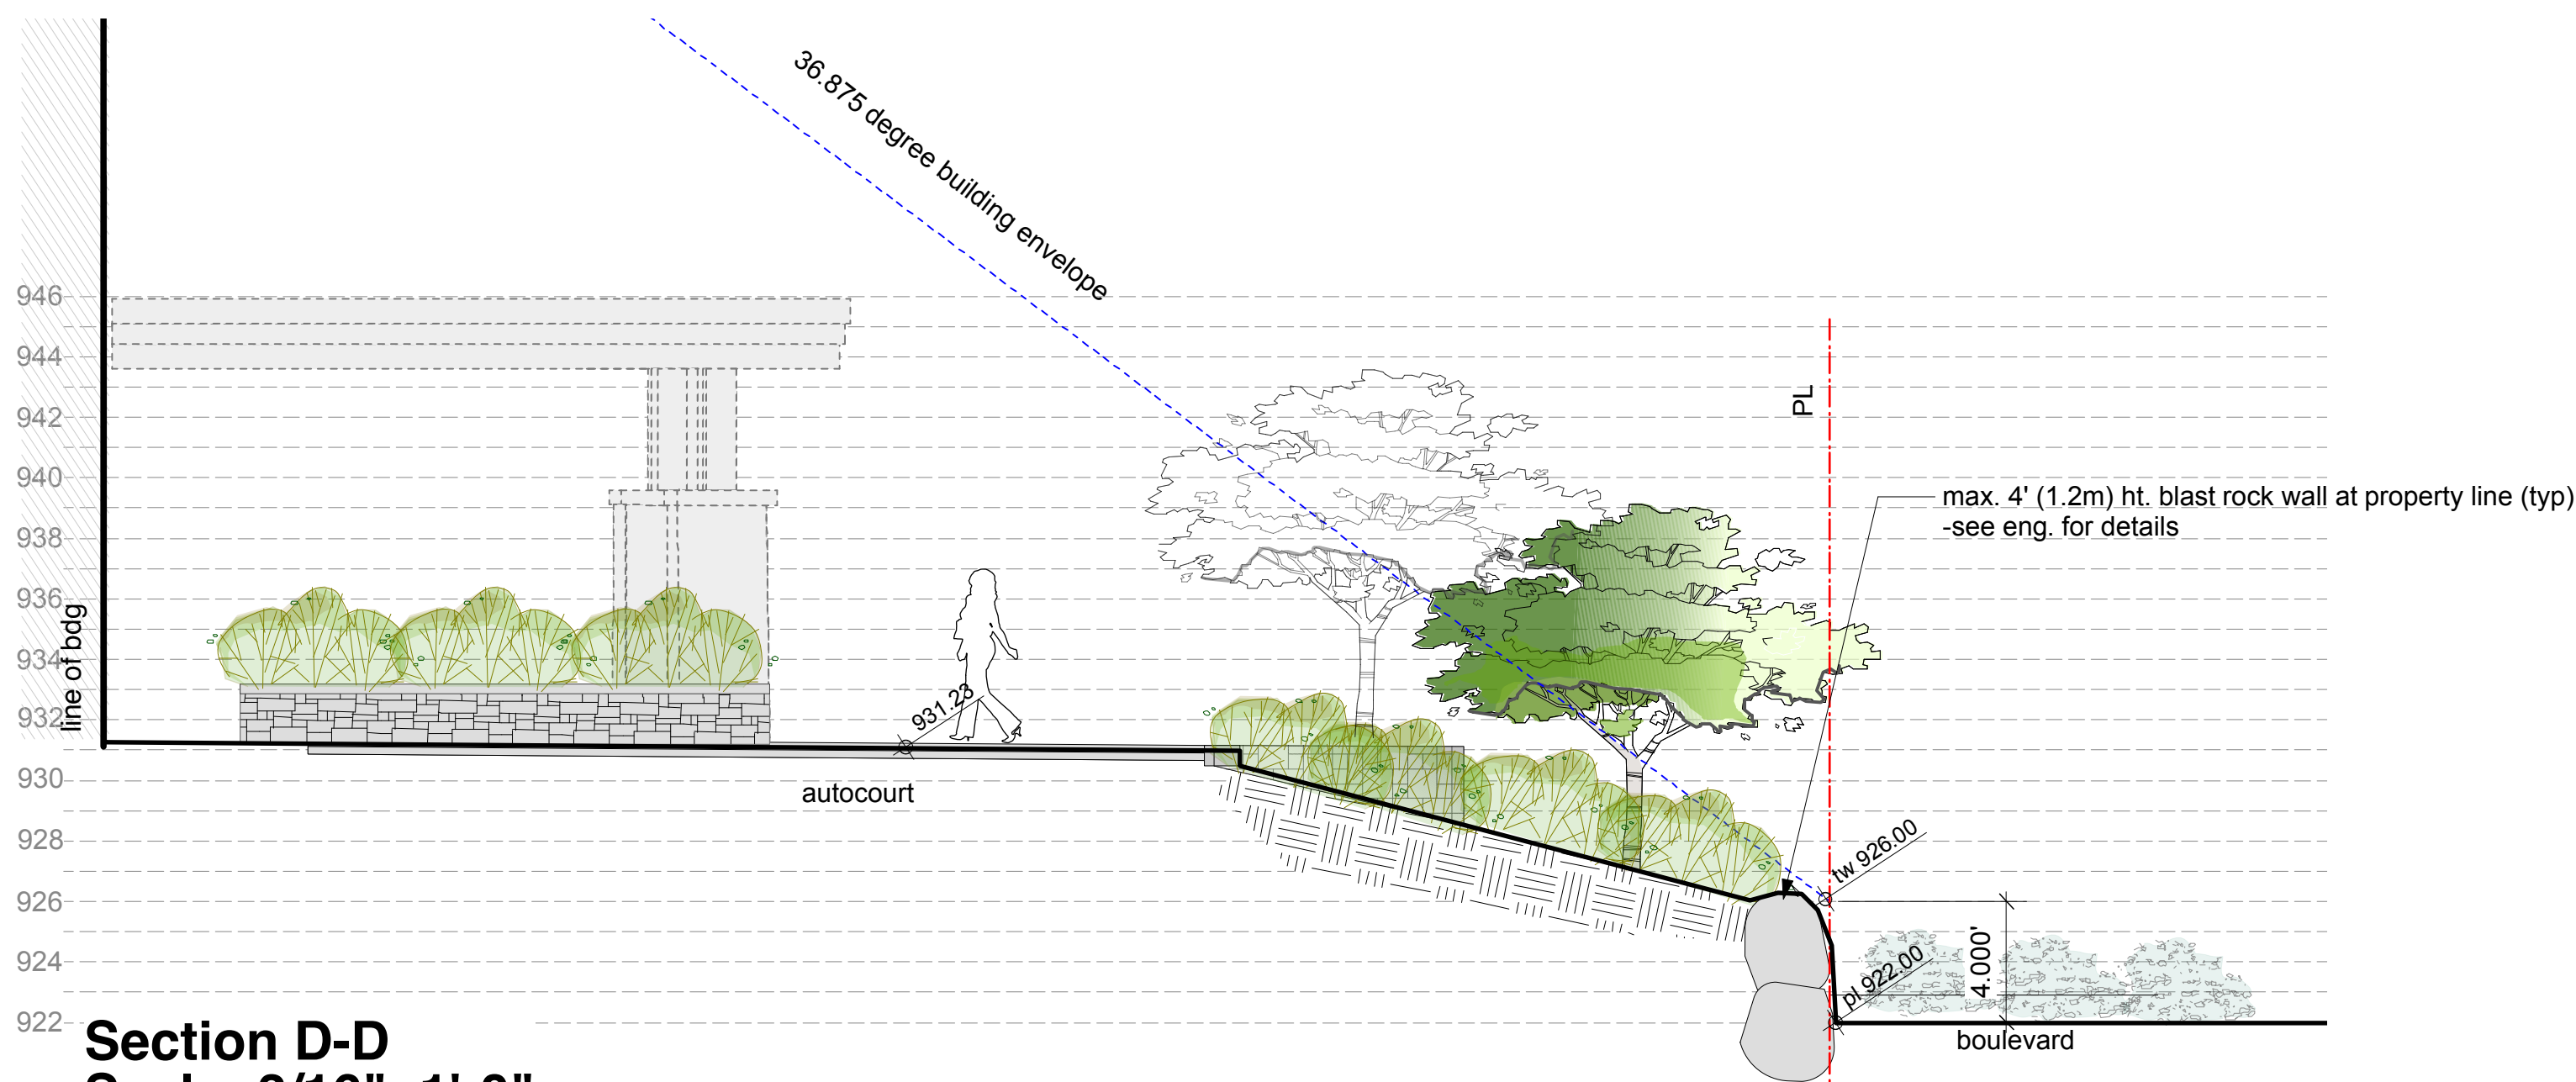 36.875 degree building envelope
946
944
942
PL
940
max. 4' (1.2m) ht. blast rock wall at property line (typ)
-see eng. for details
938
936
934
line of bdg
932
931.23
930
autocourt
928
tw 926.00
926
924
pl 922.00
4.000'
922
Section D-D
boulevard